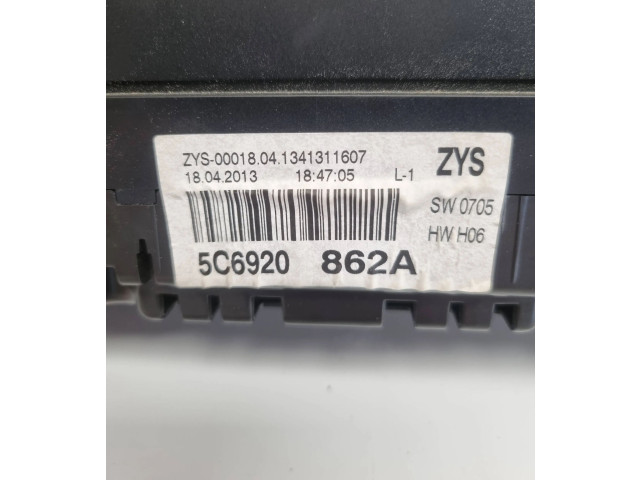 ZYS-00018.04.1341311607 ZYS
18.04.2013 18:47:05 L-1
SW 0705
HW H06
5C6920 862A